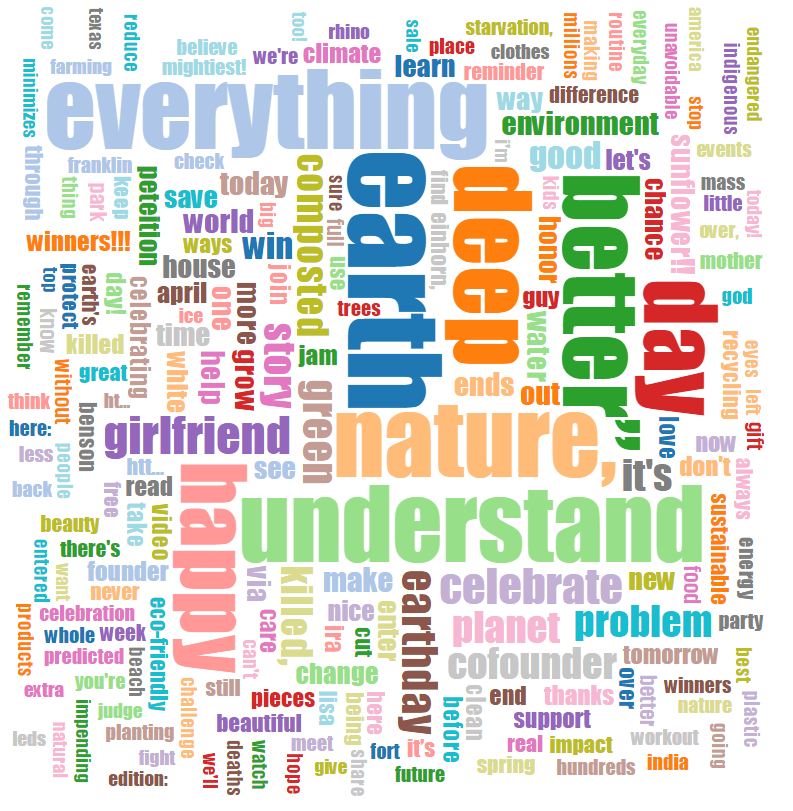 come
texas
reduce
too!
rhino
starvation,
millions
making
routine
everyday
unavoidable
america
indigenous
endangered
believe
we're
climate
sale
place
clothes
farming
mightiest!
learn
reminder
stop
minimizes
everything
way
difference
environment
through
franklin
check
composted
earth
i'm
good
let's
sunflower!!
events
thing
park
keep
petetition
save
today
big
sure
full
use
find
einhorn,
deep
kids
better,”
chance
mass
little
today!
world
honor
over,
winners!!!
ways
win
mother
top
protect
earth's
day!
celebrating
house
join
april
one
more
story
trees
guy
day
god
remember
know
ice
water
killed
time
grow
jam
recycling
eyes
left
great
white
help
green
ends
out
think
without
ht...
here:
benson
girlfriend
nature,
love
now
gift
less
people
htt...
see
it's
don't
always
back
free
read
happy
understand
beauty
take
video
sustainable
there's
energy
entered
want
founder
via
killed,
make
earthday
celebrate
new
food
never
products
celebration
eco-friendly
care
nice
enter
planet
problem
party
whole
week
ira
cut
predicted
beach
can't
change
cofounder
tomorrow
you're
still
clean
best
extra
pieces
lisa
being
here
before
end
thanks
over
better
winners
plastic
impending
judge
challenge
beautiful
support
nature
natural
planting
leds
meet
share
fort
it's
real
impact
workout
going
fight
we'll
deaths
watch
hope
give
future
spring
hundreds
india
edition: